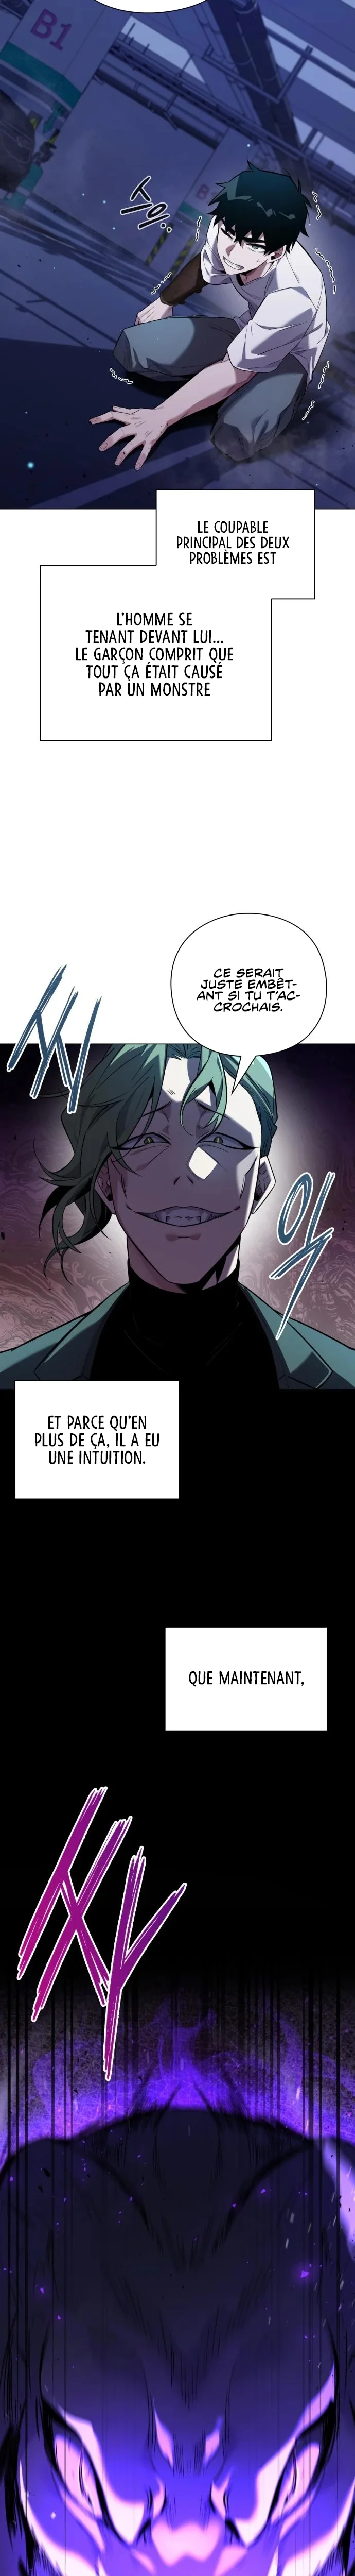 B1
B
스윽..
LE COUPABLE
PRINCIPAL DES DEUX
PROBLÈMES EST
L'HOMME SE
TENANT DEVANT LUI...
LE GARÇON COMPRIT QUE
TOUT ÇA ÉTAIT CAUSÉ
PAR UN MONSTRE
CE SERAIT
JUSTE EMBÊT-
ANT SI TU T'AC-
CROCHAIS.
ET PARCE QU'EN
PLUS DE ÇA, IL A EU
UNE INTUITION.
QUE MAINTENANT,